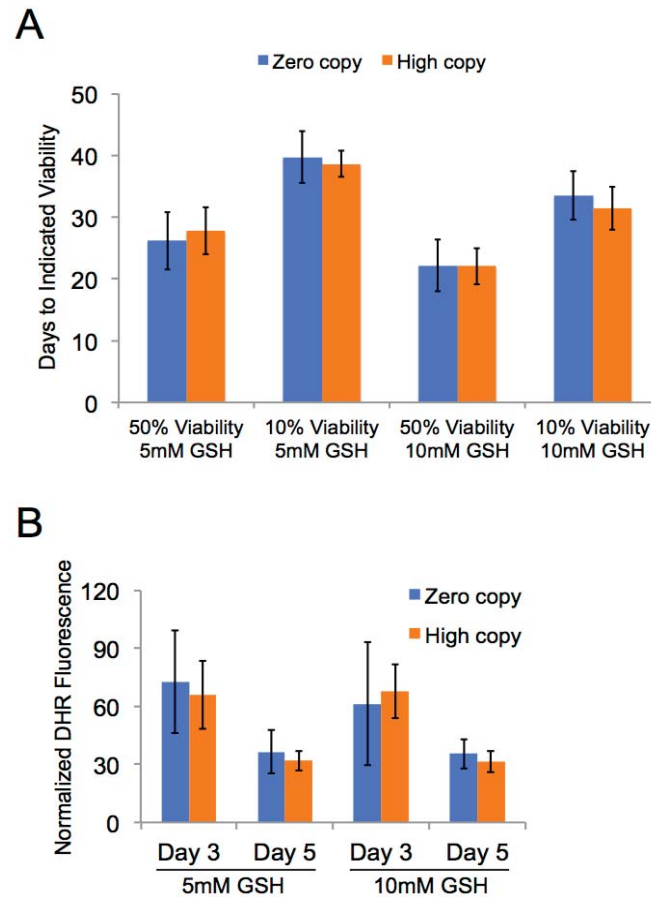 A
Zero copy High copy
Days to Indicated Viability
50
40
30
20
10
0
50% Viability 10% Viability 50% Viability 10% Viability
5mM GSH 5mM GSH 10mM GSH 10mM GSH
B
Normalized DHR Fluorescence
120
90
60
30
0
Zero copy
High copy
Day 3 Day 5 Day 3 Day 5
5mM GSH 10mM GSH